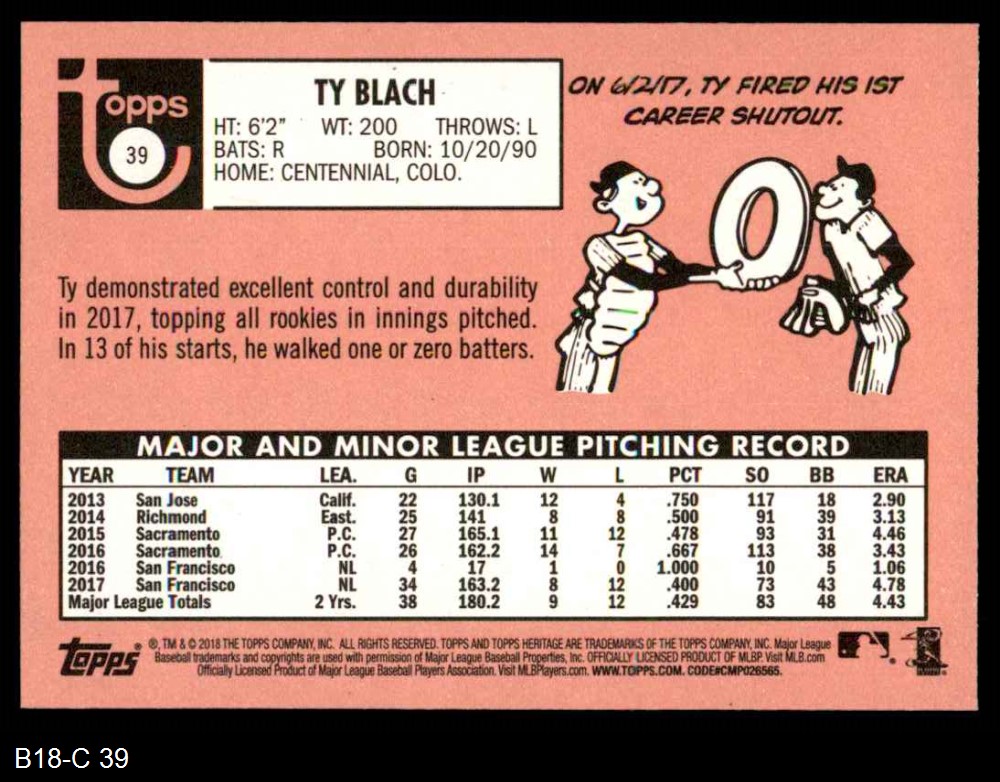 topps
39
TY BLACH
HT: 6'2" WT: 200 THROWS: L
BATS: R BORN: 10/20/90
HOME: CENTENNIAL, COLO.
ON 6/2/17, TY FIRED HIS 1ST
CAREER SHUTOUT.
0
Ty demonstrated excellent control and durability
in 2017, topping all rookies in innings pitched.
In 13 of his starts, he walked one or zero batters.
MAJOR AND MINOR LEAGUE PITCHING RECORD
YEAR TEAM LEA. G IP W L PCT SO BB ERA
2013 San Jose Calif. 22 130.1 12 4 .750 117 18 2.90
2014 Richmond East. 25 141 8 8 .500 91 39 3.13
2015 Sacramento P.C. 27 165.1 11 12 .478 93 31 4.46
2016 Sacramento P.C. 26 162.2 14 7 .667 113 38 3.43
2016 San Francisco NL 4 17 1 0 1.000 10 5 1.06
2017 San Francisco NL 34 163.2 8 12 .400 73 43 4.78
Major League Totals 2 Yrs. 38 180.2 9 12 .429 83 48 4.43
topps ®, TM & © 2018 THE TOPPS COMPANY, INC. ALL RIGHTS RESERVED. TOPPS AND TOPPS HERITAGE ARE TRADEMARKS OF THE TOPPS COMPANY, INC. Major League
Baseball trademarks and copyrights are used with permission of Major League Baseball Properties, Inc. OFFICIALLY LICENSED PRODUCT OF MLBP. Visit MLB.com
Officially Licensed Product of Major League Baseball Players Association. Visit MLBPlayers.com. WWW.TOPPS.COM. CODE#CMP026565.
B18-C 39